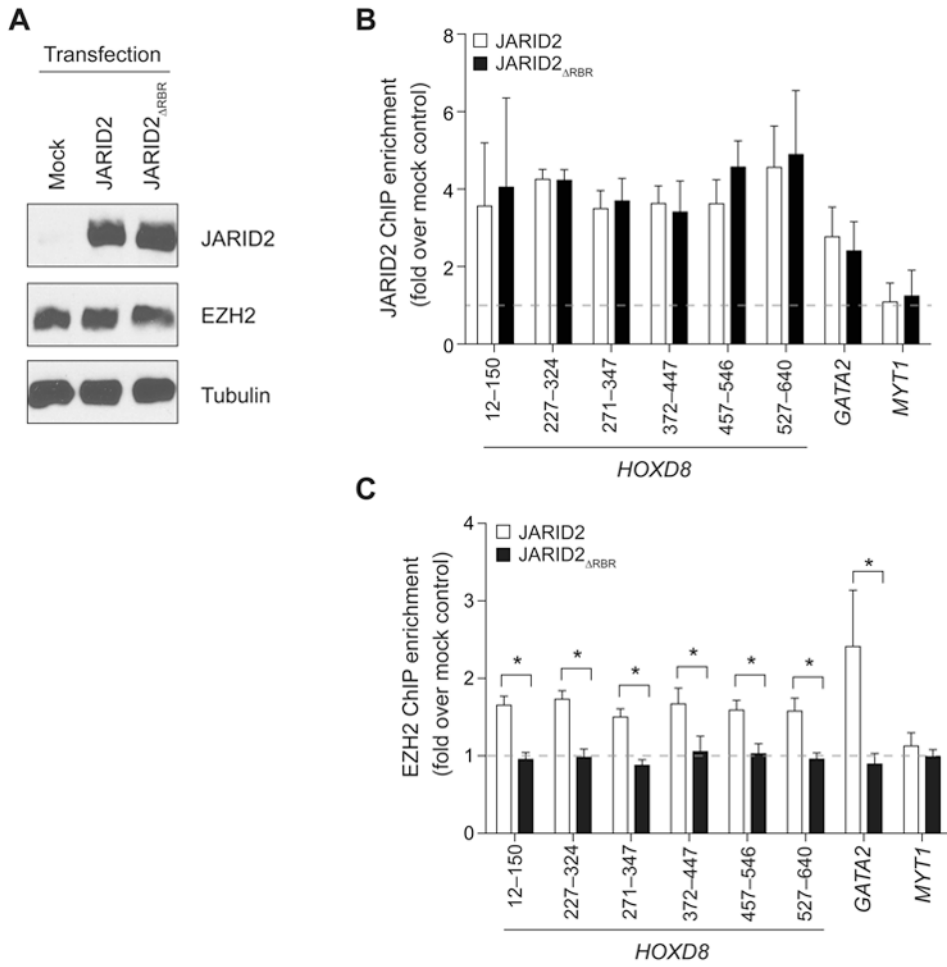 A
Transfection
Mock
JARID2
JARID2ΔRBR
JARID2
EZH2
Tubulin
B
JARID2
JARID2ΔRBR
JARID2 ChIP enrichment
(fold over mock control)
8
6
4
2
0
12–150
227–324
271–347
372–447
457–546
527–640
GATA2
MYT1
HOXD8
C
JARID2
JARID2ΔRBR
EZH2 ChIP enrichment
(fold over mock control)
4
3
2
1
0
* * * * * * *
12–150
227–324
271–347
372–447
457–546
527–640
GATA2
MYT1
HOXD8